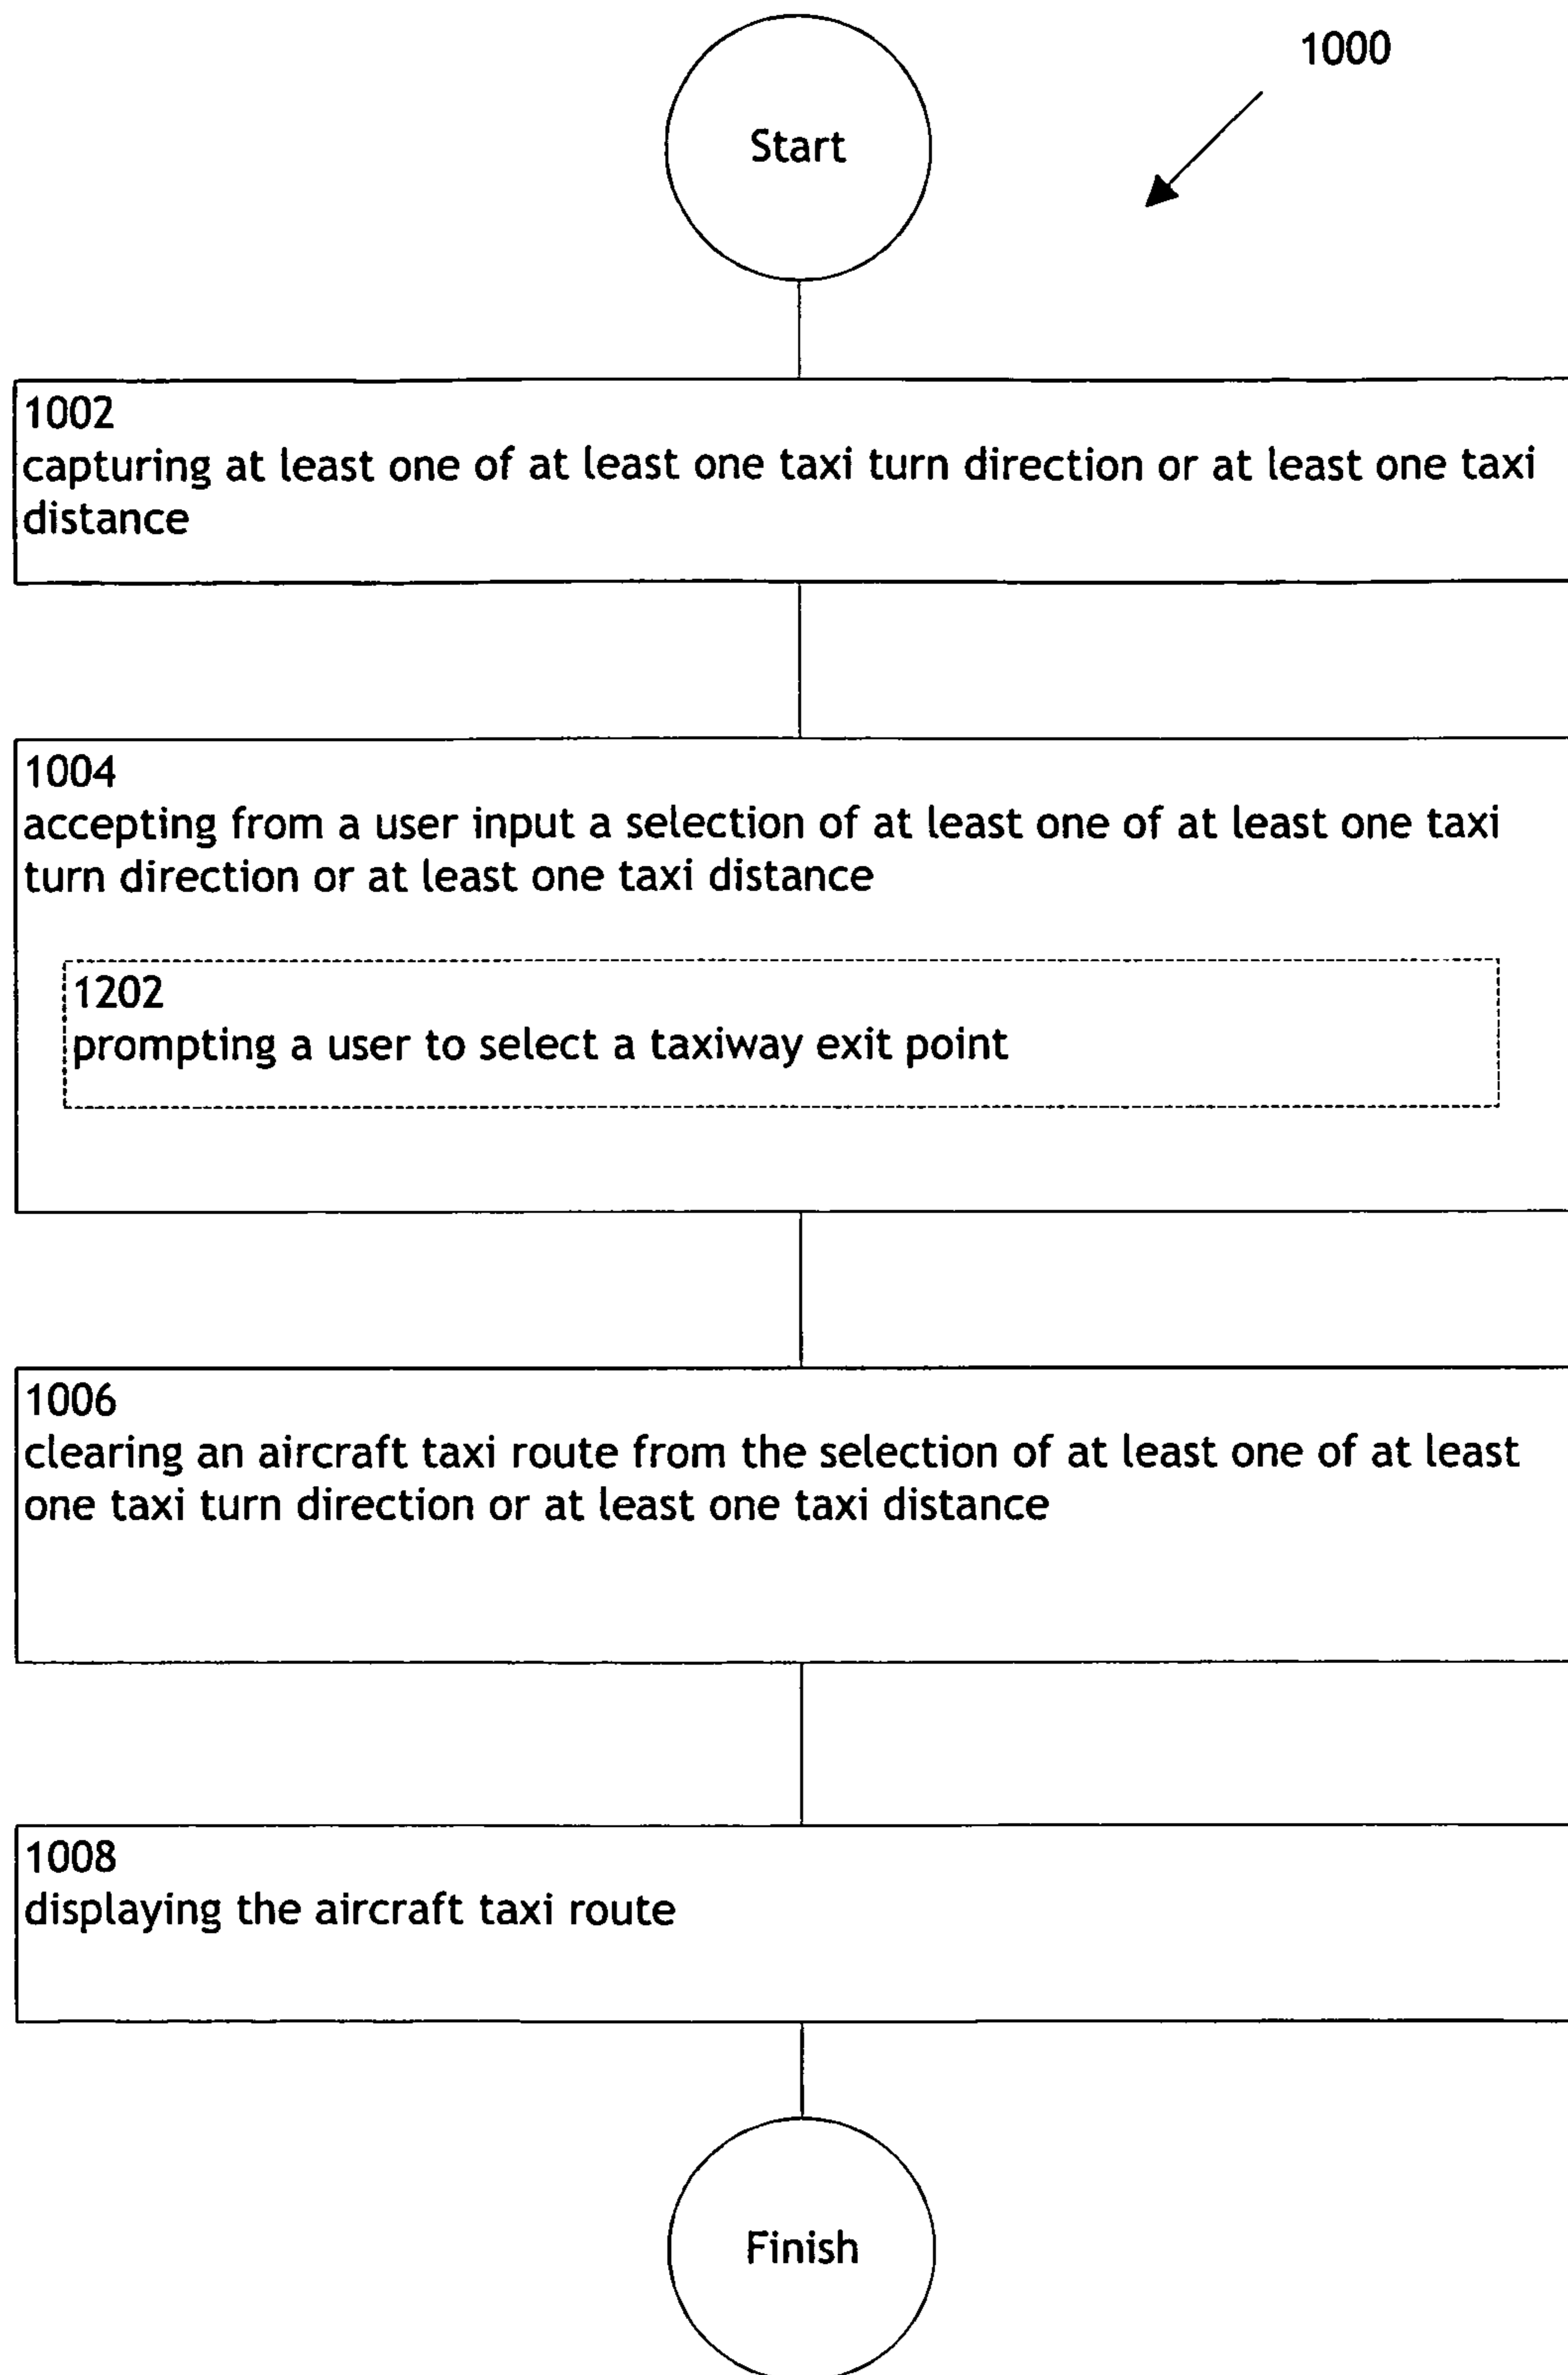 1000
Start
1002
capturing at least one of at least one taxi turn direction or at least one taxi
distance
1004
accepting from a user input a selection of at least one of at least one taxi
turn direction or at least one taxi distance
1202
prompting a user to select a taxiway exit point
1006
clearing an aircraft taxi route from the selection of at least one of at least
one taxi turn direction or at least one taxi distance
1008
displaying the aircraft taxi route
Finish